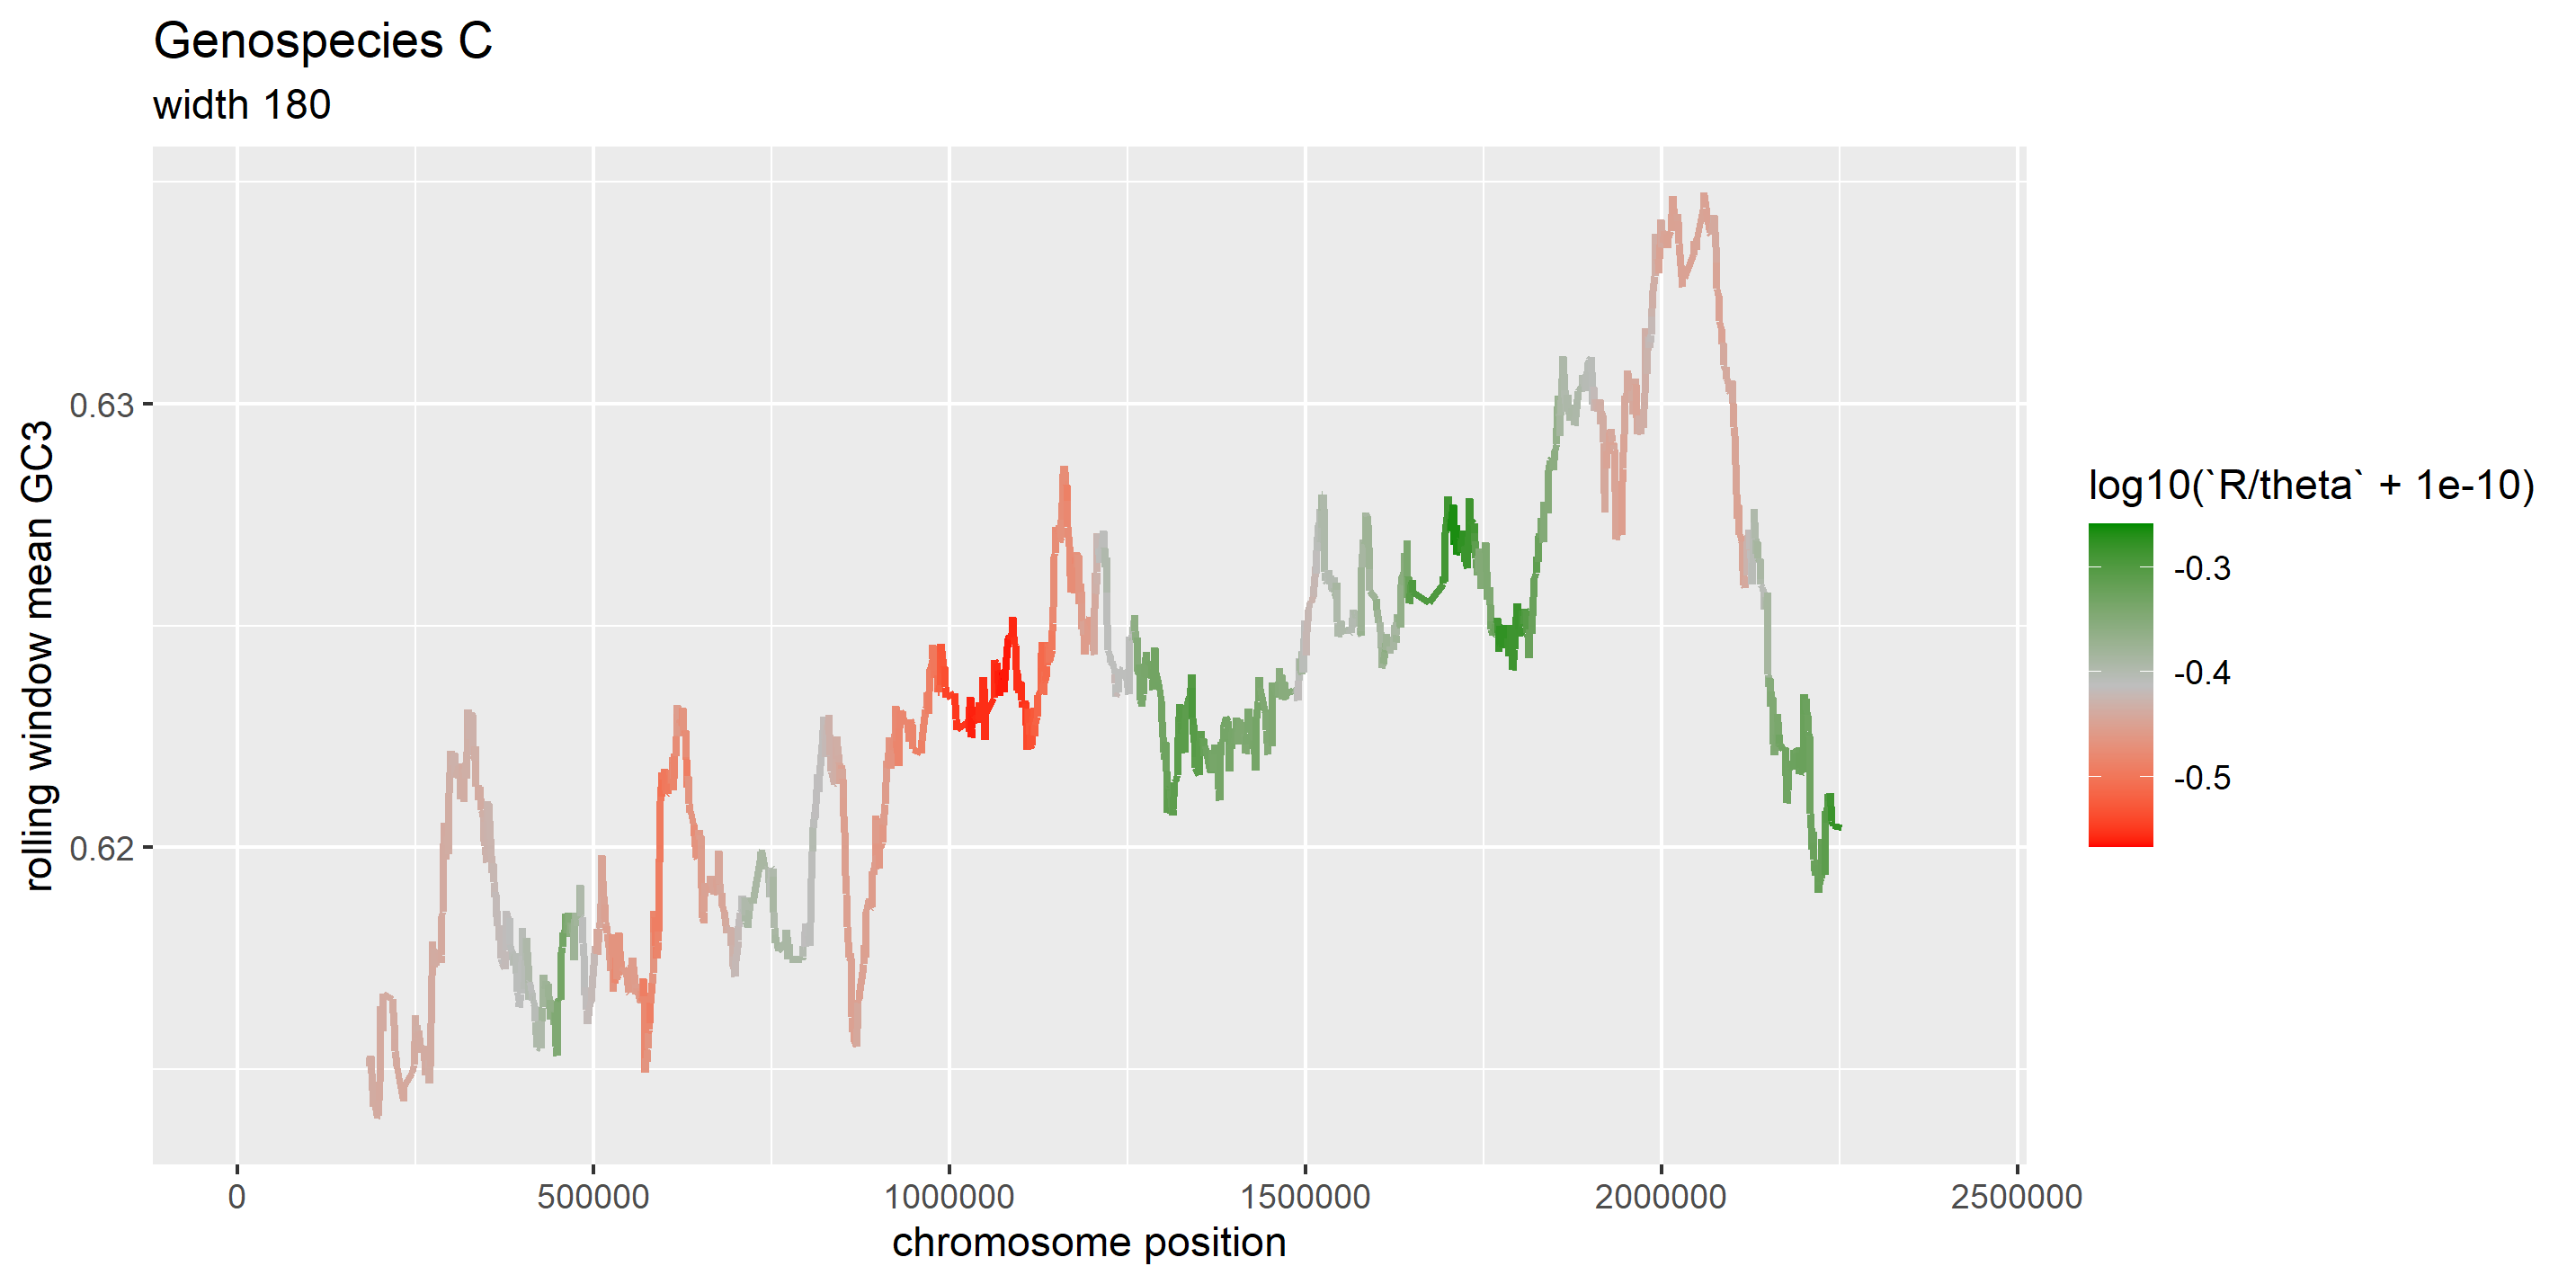 Genospecies C
width 180
rolling window mean GC3
0.63
0.62
0
500000
1000000
1500000
2000000
2500000
chromosome position
log10(`R/theta` + 1e-10)
-0.3
-0.4
-0.5